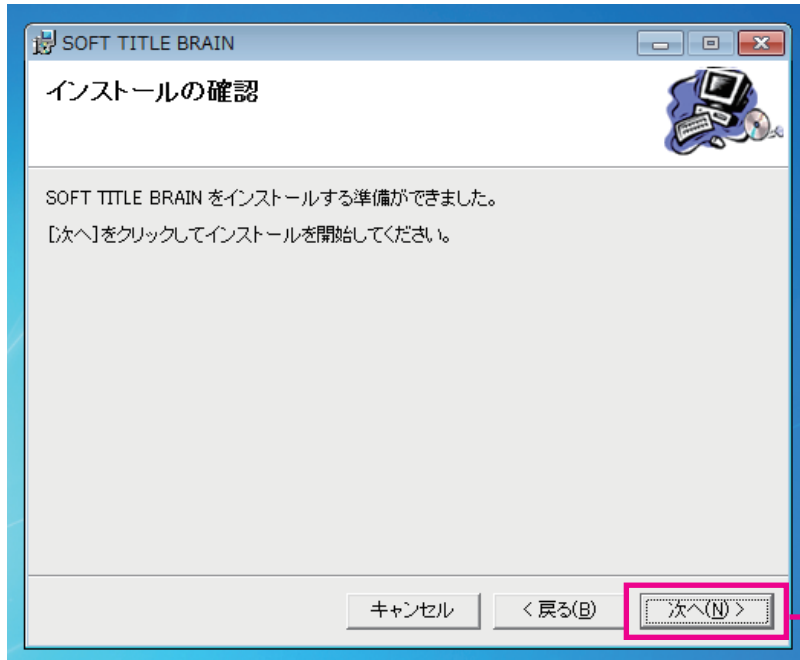 SOFT TITLE BRAIN
インストールの確認
SOFT TITLE BRAIN をインストールする準備ができました。
[次へ]をクリックしてインストールを開始してください。
キャンセル
< 戻る(B)
次へ(N) >